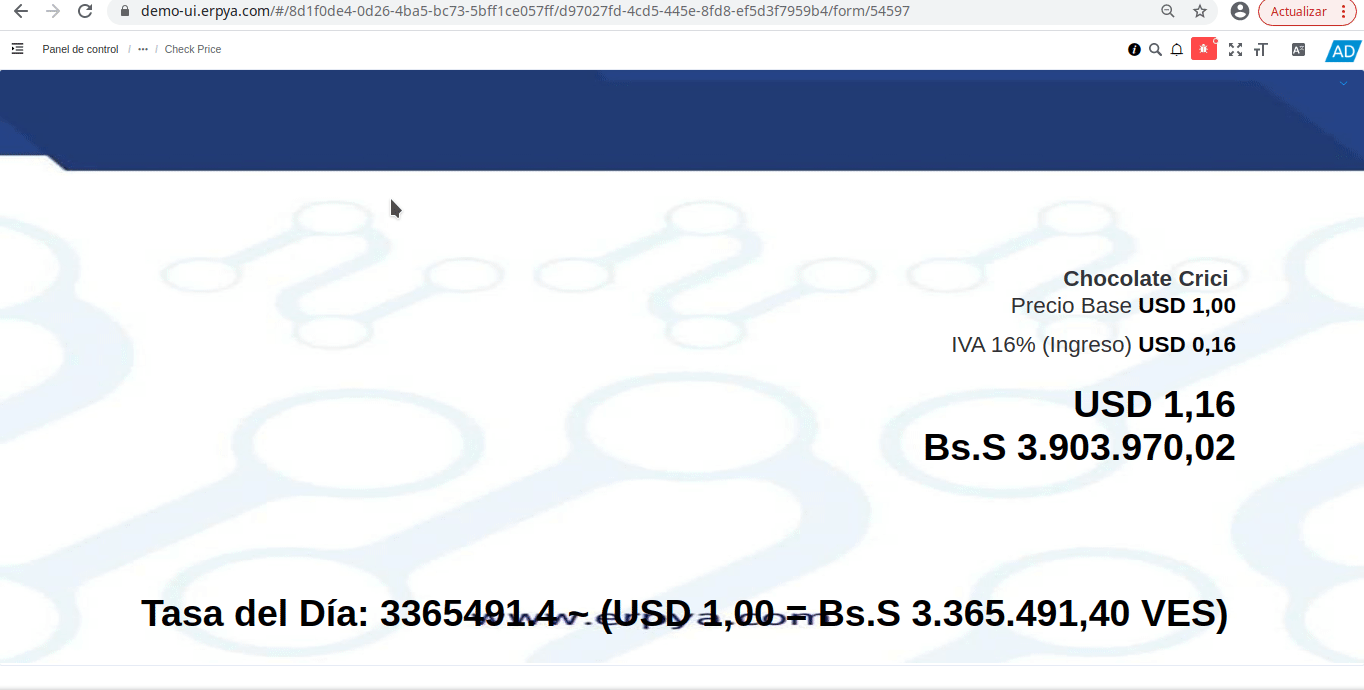 demo-ui.erpya.com/#/8d1f0de4-0d26-4ba5-bc73-5bff1ce057ff/d97027fd-4cd5-445e-8fd8-ef5d3f7959b4/form/54597
Actualizar
Panel de control / ··· / Check Price
AD
Chocolate Crici
Precio Base USD 1,00
IVA 16% (Ingreso) USD 0,16
USD 1,16
Bs.S 3.903.970,02
Tasa del Día: 3365491.4 ~ (USD 1,00 = Bs.S 3.365.491,40 VES)
www.erpya.com